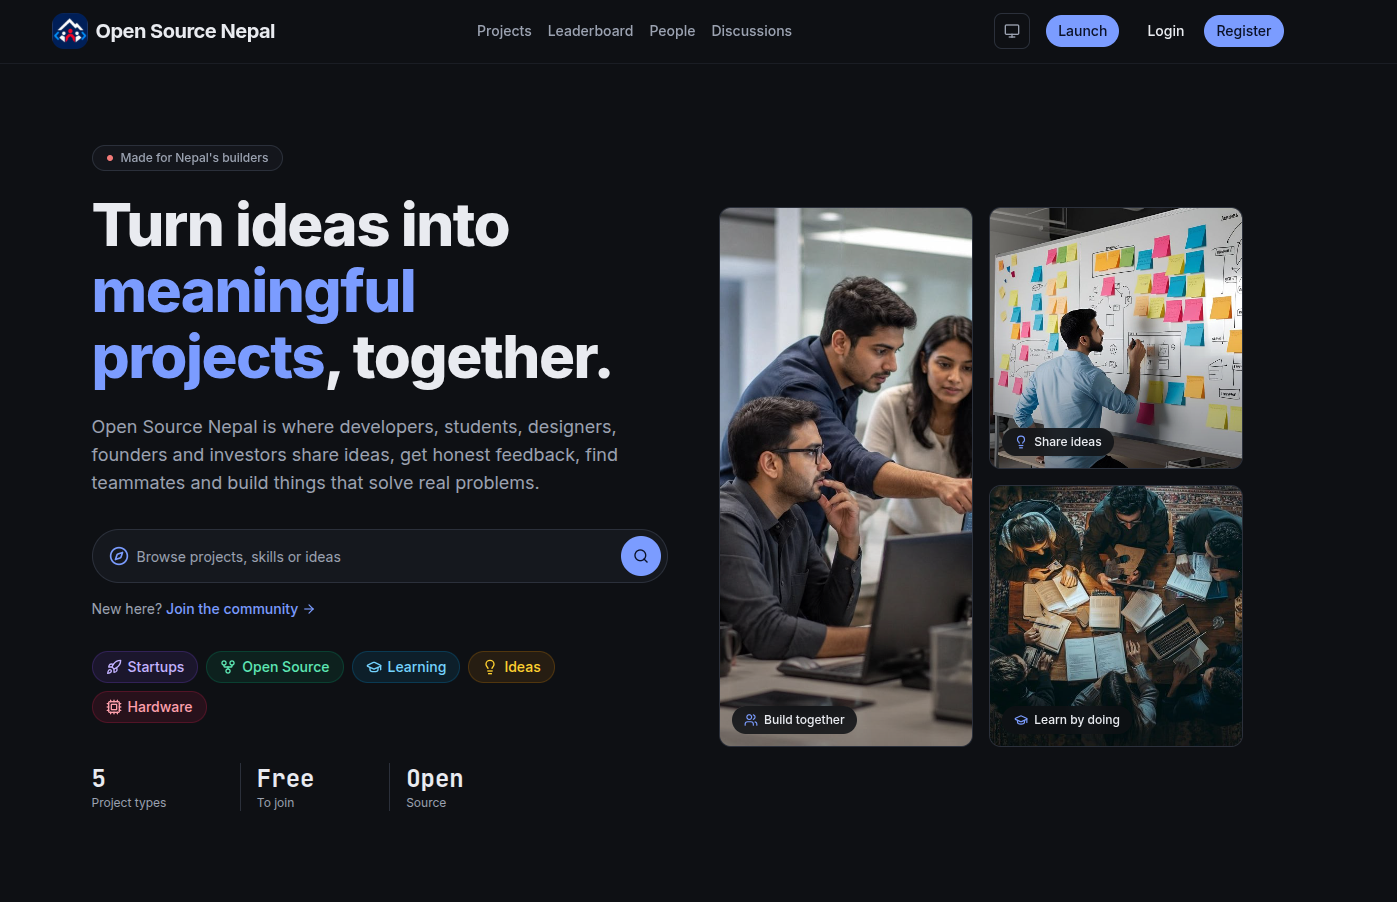 Open Source Nepal
Projects
Leaderboard
People
Discussions
Launch
Login
Register
Made for Nepal's builders
Turn ideas into
meaningful
projects, together.
Open Source Nepal is where developers, students, designers,
founders and investors share ideas, get honest feedback, find
teammates and build things that solve real problems.
Browse projects, skills or ideas
New here? Join the community →
Startups
Open Source
Learning
Ideas
Hardware
5
Project types
Free
To join
Open
Source
Build together
Share ideas
Learn by doing